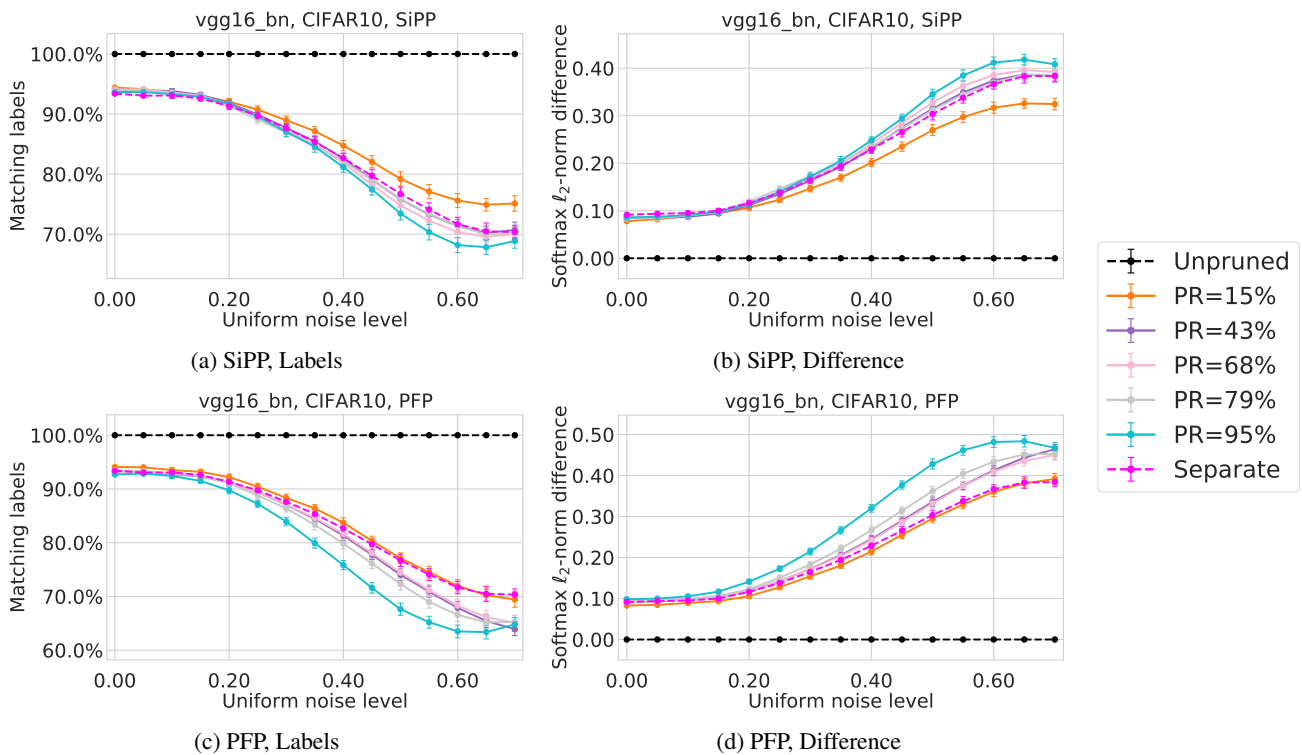 vgg16_bn, CIFAR10, SiPP
Matching labels
100.0%
90.0%
80.0%
70.0%
0.00 0.20 0.40 0.60
Uniform noise level
(a) SiPP, Labels
vgg16_bn, CIFAR10, SiPP
Softmax ℓ₂-norm difference
0.40
0.30
0.20
0.10
0.00
0.00 0.20 0.40 0.60
Uniform noise level
(b) SiPP, Difference
vgg16_bn, CIFAR10, PFP
Matching labels
100.0%
90.0%
80.0%
70.0%
60.0%
0.00 0.20 0.40 0.60
Uniform noise level
(c) PFP, Labels
vgg16_bn, CIFAR10, PFP
Softmax ℓ₂-norm difference
0.50
0.40
0.30
0.20
0.10
0.00
0.00 0.20 0.40 0.60
Uniform noise level
(d) PFP, Difference
Unpruned
PR=15%
PR=43%
PR=68%
PR=79%
PR=95%
Separate